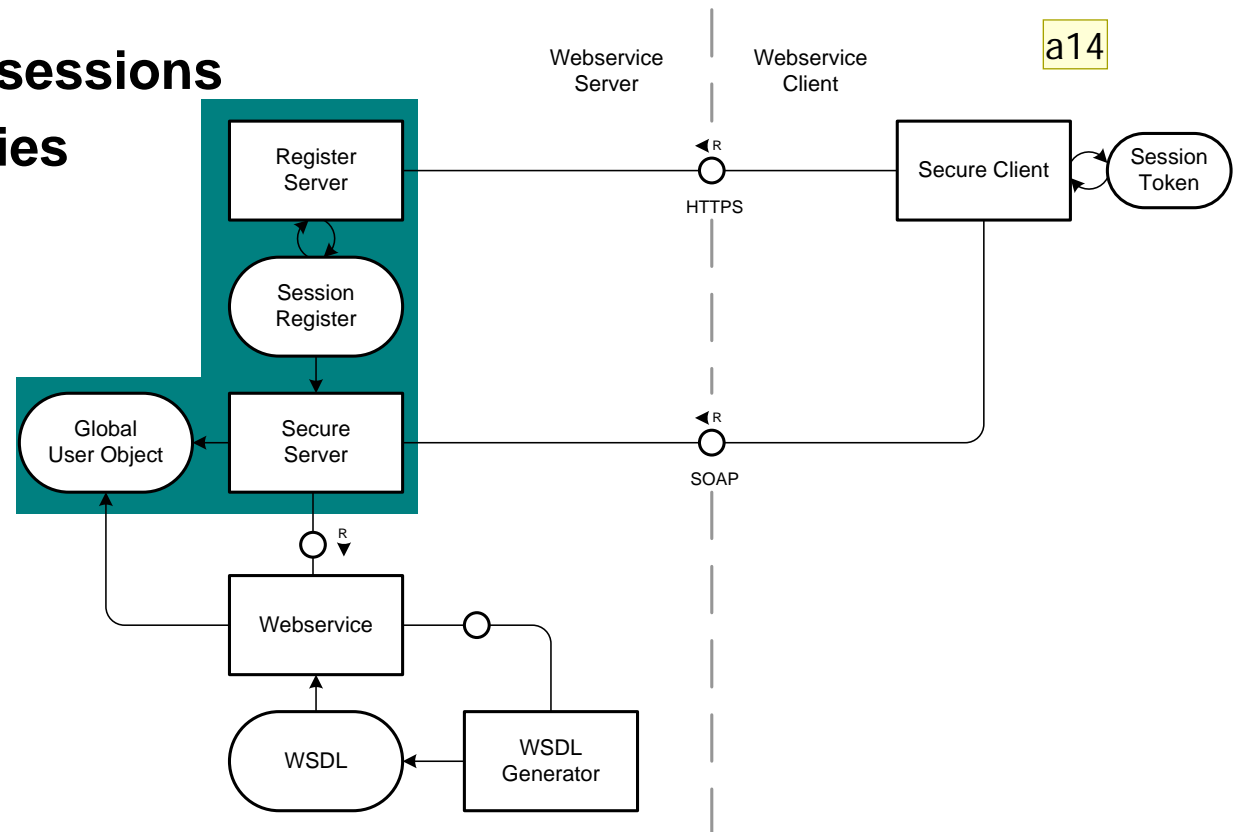 sessions
ies
Webservice
Server
Webservice
Client
a14
Register
Server
R
HTTPS
Secure Client
Session
Token
Session
Register
Global
User Object
Secure
Server
R
SOAP
R
Webservice
WSDL
WSDL
Generator